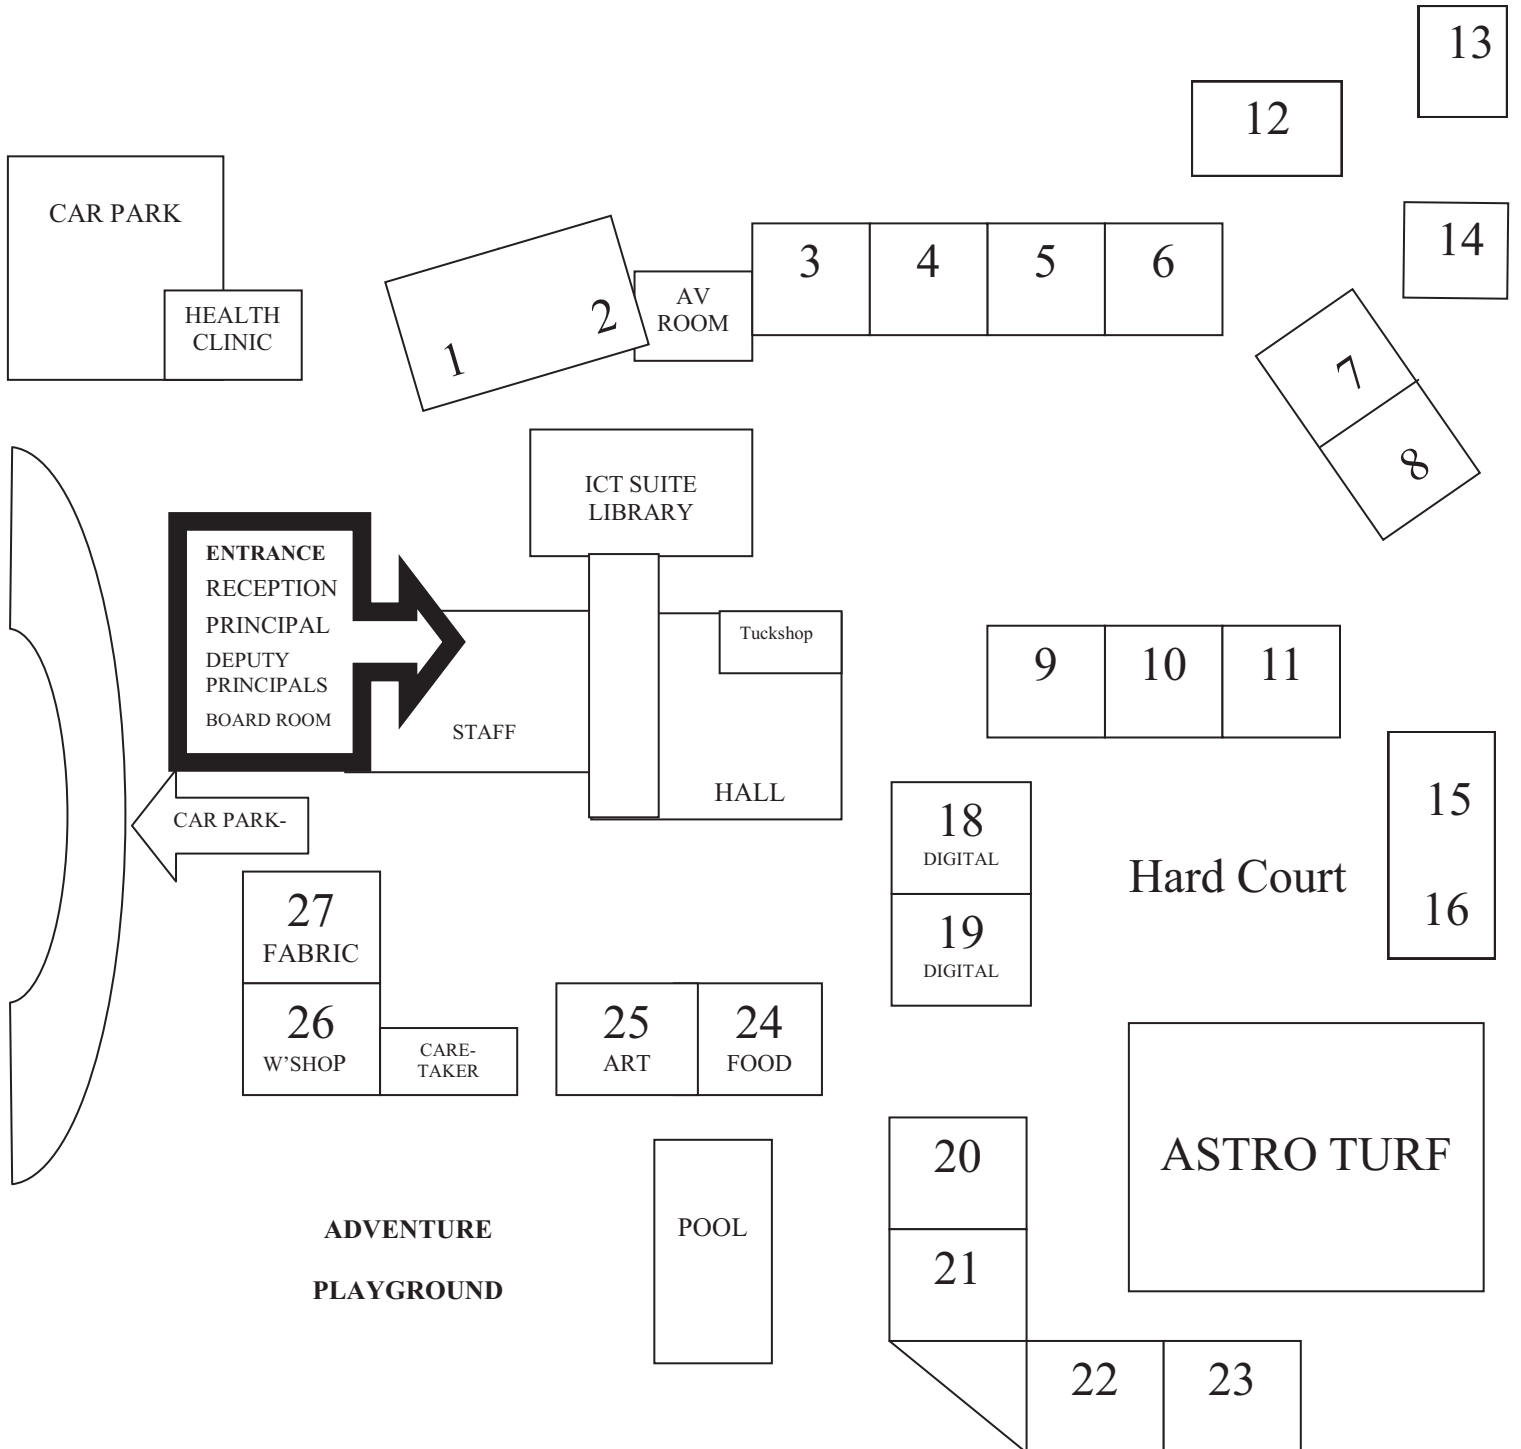 13
12
CAR PARK
14
3
4
5
6
AV
ROOM
2
1
HEALTH
CLINIC
7
8
ICT SUITE
LIBRARY
ENTRANCE
RECEPTION
PRINCIPAL
DEPUTY
PRINCIPALS
BOARD ROOM
STAFF
Tuckshop
HALL
9
10
11
CAR PARK-
15
16
18
DIGITAL
19
DIGITAL
Hard Court
27
FABRIC
26
W'SHOP
CARE-
TAKER
25
ART
24
FOOD
ADVENTURE
PLAYGROUND
POOL
20
21
ASTRO TURF
22
23